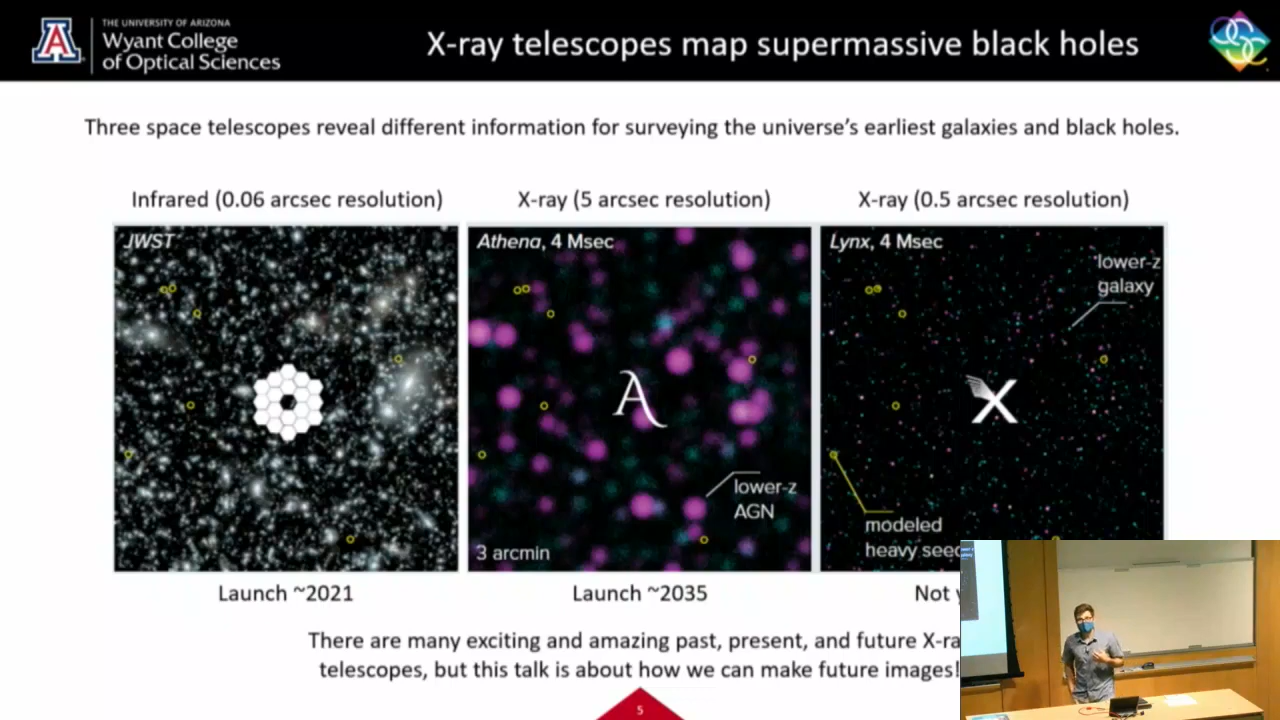 THE UNIVERSITY OF ARIZONA
Wyant College
of Optical Sciences
X-ray telescopes map supermassive black holes
Three space telescopes reveal different information for surveying the universe's earliest galaxies and black holes.
Infrared (0.06 arcsec resolution)
JWST
Launch ~2021
X-ray (5 arcsec resolution)
Athena, 4 Msec
A
lower-z
AGN
3 arcmin
Launch ~2035
X-ray (0.5 arcsec resolution)
Lynx, 4 Msec
lower-z
galaxy
X
modeled
heavy
Not
There are many exciting and amazing past, present, and future
telescopes, but this talk is about how we can make future images!
5